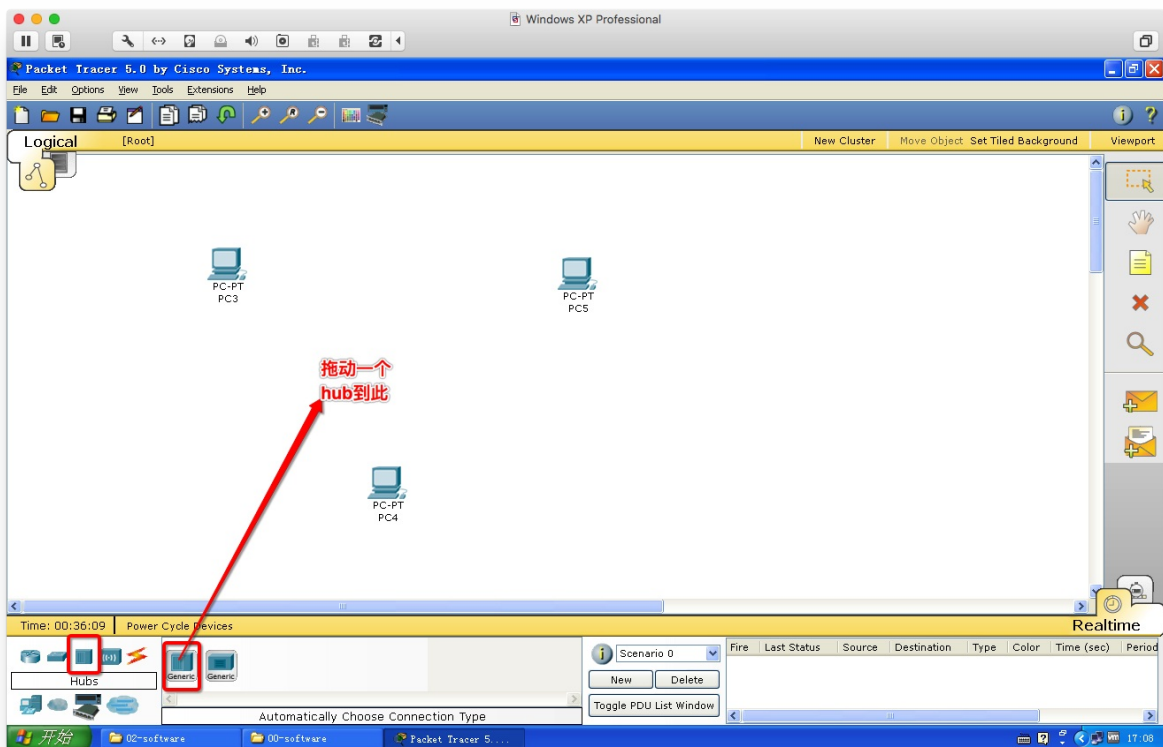 Windows XP Professional
Packet Tracer 5.0 by Cisco Systems, Inc.
File Edit Options View Tools Extensions Help
Logical [Root] New Cluster Move Object Set Tiled Background Viewport
PC-PT
PC3
PC-PT
PC5
拖动一个
hub到此
PC-PT
PC4
Time: 00:36:09 Power Cycle Devices Realtime
Hubs
Generic Generic
Automatically Choose Connection Type
Scenario 0
New Delete
Toggle PDU List Window
Fire Last Status Source Destination Type Color Time (sec) Period
开始 02-software 00-software Packet Tracer 5.... 17:08